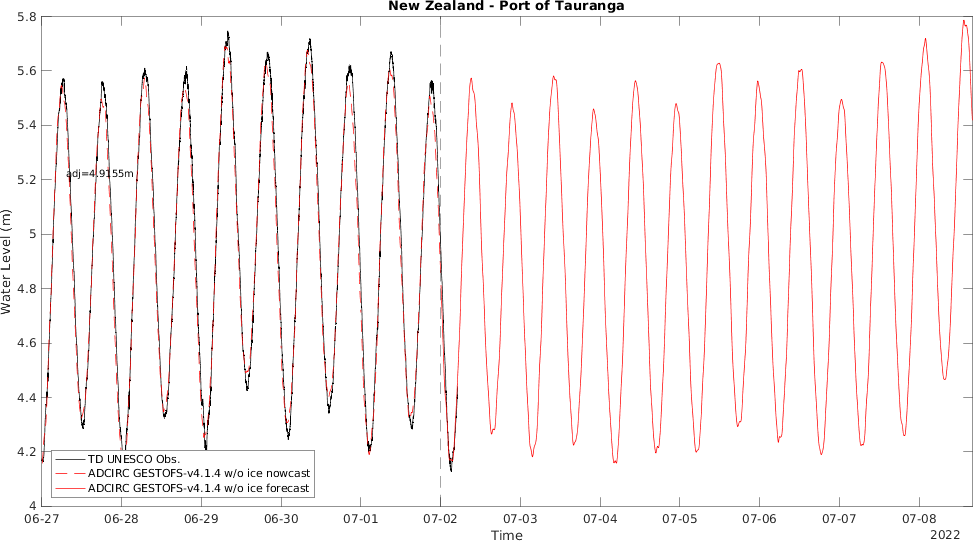 New Zealand - Port of Tauranga
5.8
5.6
5.4
5.2
5
4.8
4.6
4.4
4.2
4
Water Level (m)
adj=4.9155m
TD UNESCO Obs.
ADCIRC GESTOFS-v4.1.4 w/o ice nowcast
ADCIRC GESTOFS-v4.1.4 w/o ice forecast
06-27 06-28 06-29 06-30 07-01 07-02 07-03 07-04 07-05 07-06 07-07 07-08
Time
2022